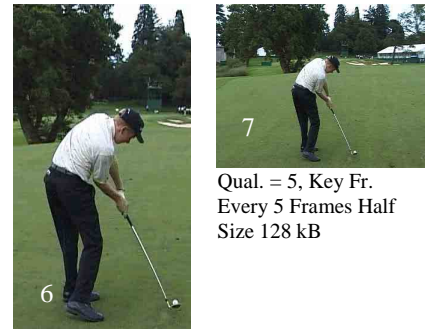 6
7
Qual. = 5, Key Fr.
Every 5 Frames Half
Size 128 kB